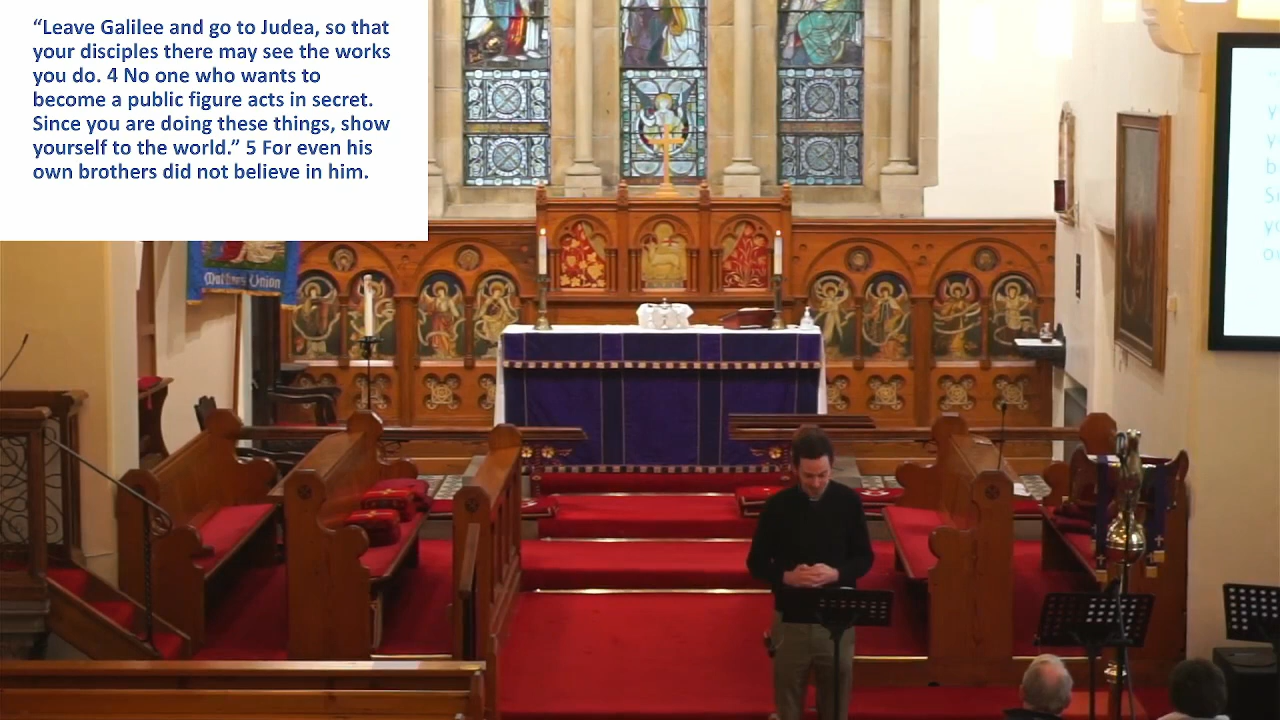 “Leave Galilee and go to Judea, so that
your disciples there may see the works
you do. 4 No one who wants to
become a public figure acts in secret.
Since you are doing these things, show
yourself to the world.” 5 For even his
own brothers did not believe in him.
Mothers Union